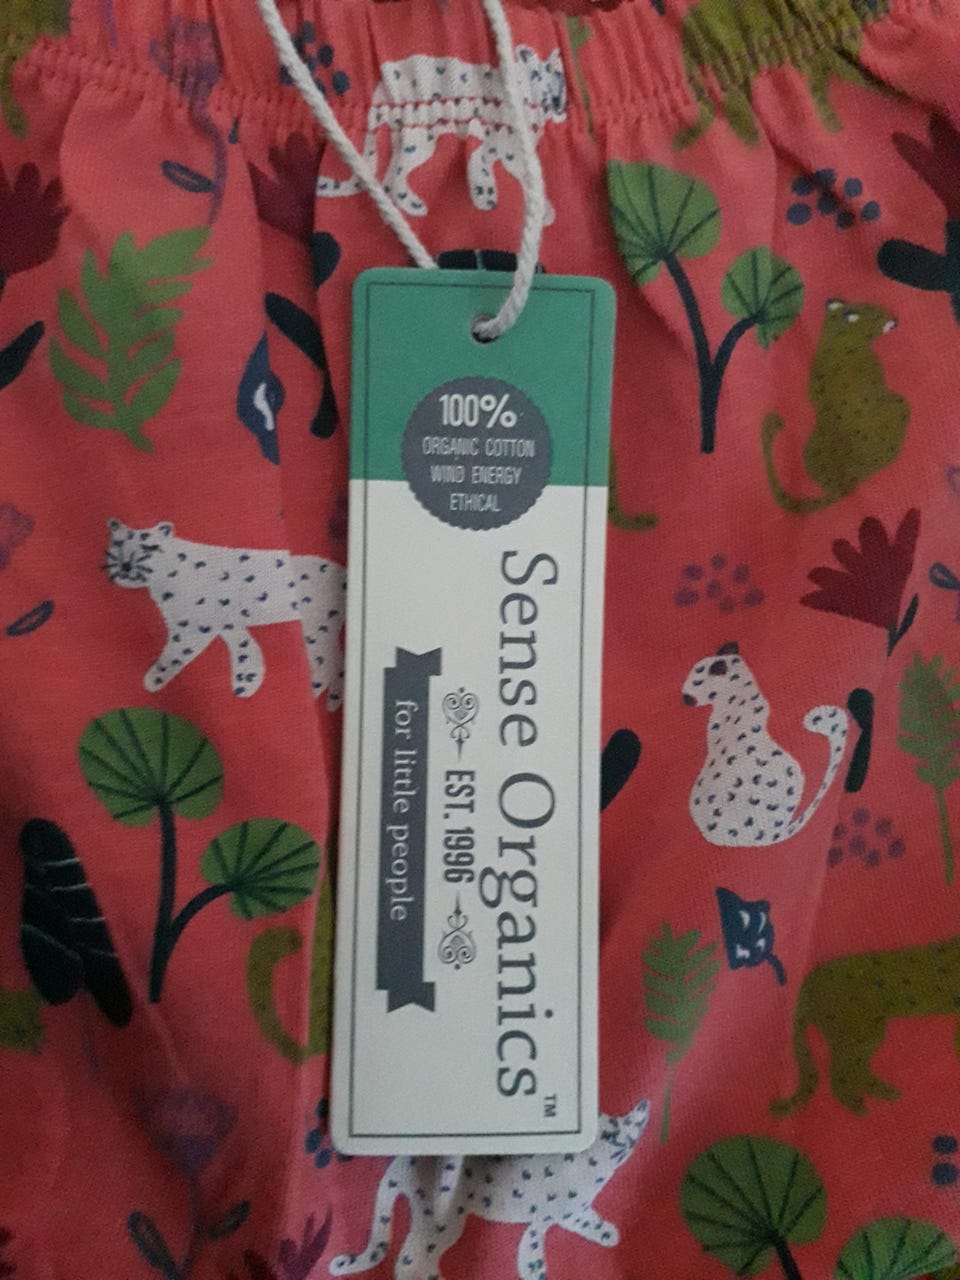 100%
ORGANIC COTTON
WIND ENERGY
ETHICAL
Sense Organics™
EST. 1996
for little people